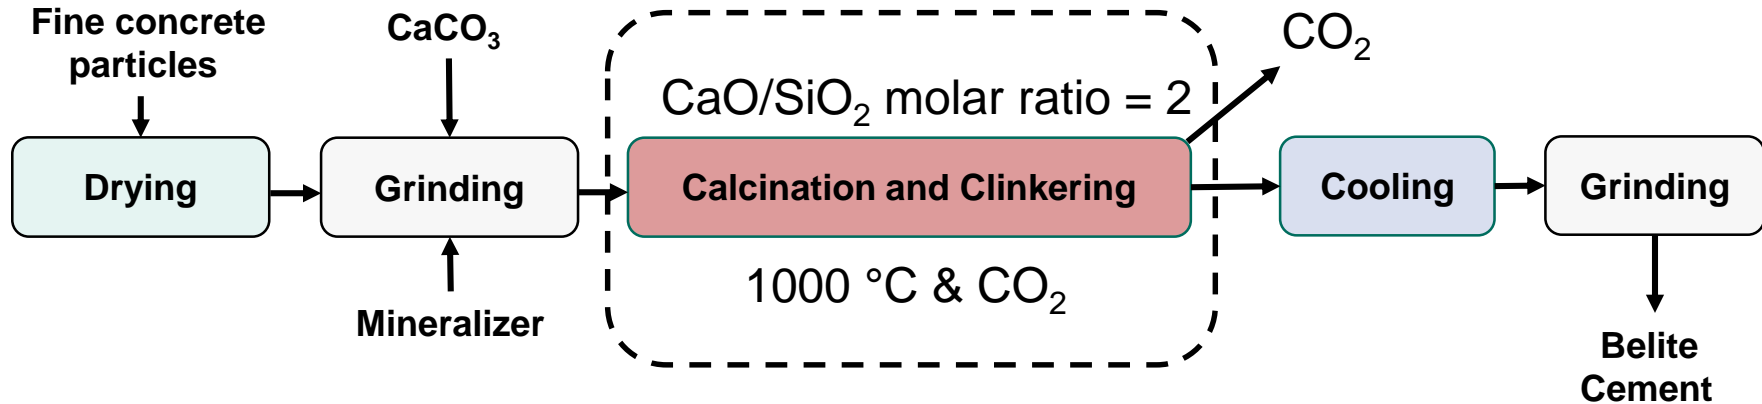 Fine concrete
particles
CaCO₃
CO₂
CaO/SiO₂ molar ratio = 2
Drying
Grinding
Calcination and Clinkering
Cooling
Grinding
1000 °C & CO₂
Mineralizer
Belite
Cement